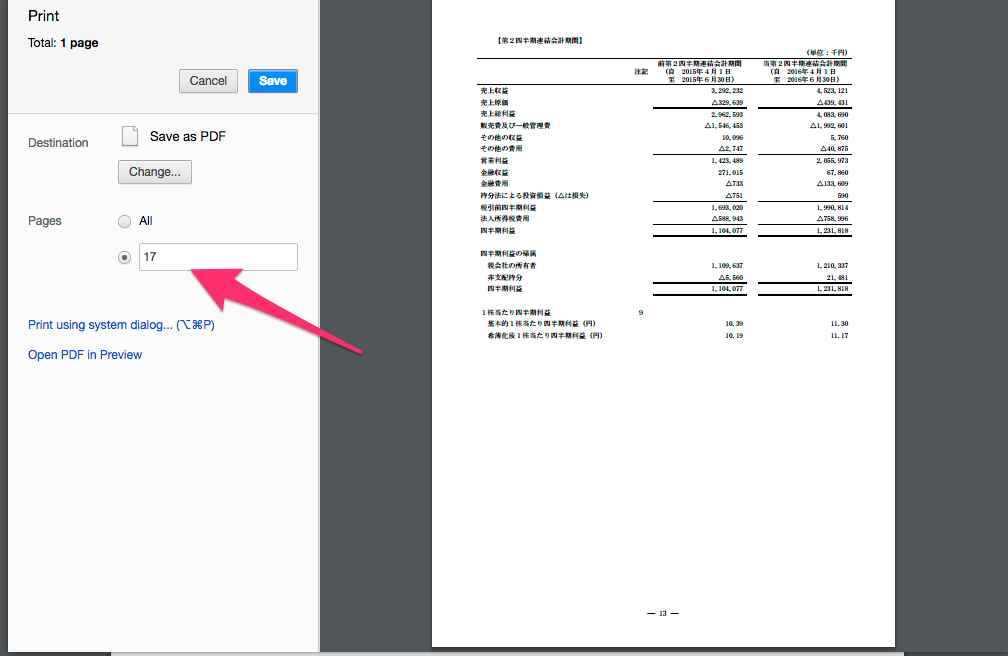 Print
Total: 1 page
Cancel
Save
Destination
Save as PDF
Change...
Pages
All
17
Print using system dialog... (⌥⌘P)
Open PDF in Preview
【第2四半期連結会計期間】
(単位：千円)
注記 前第2四半期連結会計期間 当第2四半期連結会計期間
(自 2015年4月1日 (自 2016年4月1日
至 2015年6月30日) 至 2016年6月30日)
売上収益 3,292,232 4,523,121
売上原価 △329,639 △439,431
売上総利益 2,962,593 4,083,690
販売費及び一般管理費 △1,546,453 △1,992,601
その他の収益 10,096 5,760
その他の費用 △2,747 △40,875
営業利益 1,423,489 2,055,973
金融収益 271,015 67,860
金融費用 △733 △133,609
持分法による投資損益（△は損失） △751 590
税引前四半期利益 1,693,020 1,990,814
法人所得税費用 △588,943 △758,996
四半期利益 1,104,077 1,231,818
四半期利益の帰属
親会社の所有者 1,109,637 1,210,337
非支配持分 △5,560 21,481
四半期利益 1,104,077 1,231,818
1株当たり四半期利益 9
基本的1株当たり四半期利益（円） 10.39 11.30
希薄化後1株当たり四半期利益（円） 10.19 11.17
― 13 ―